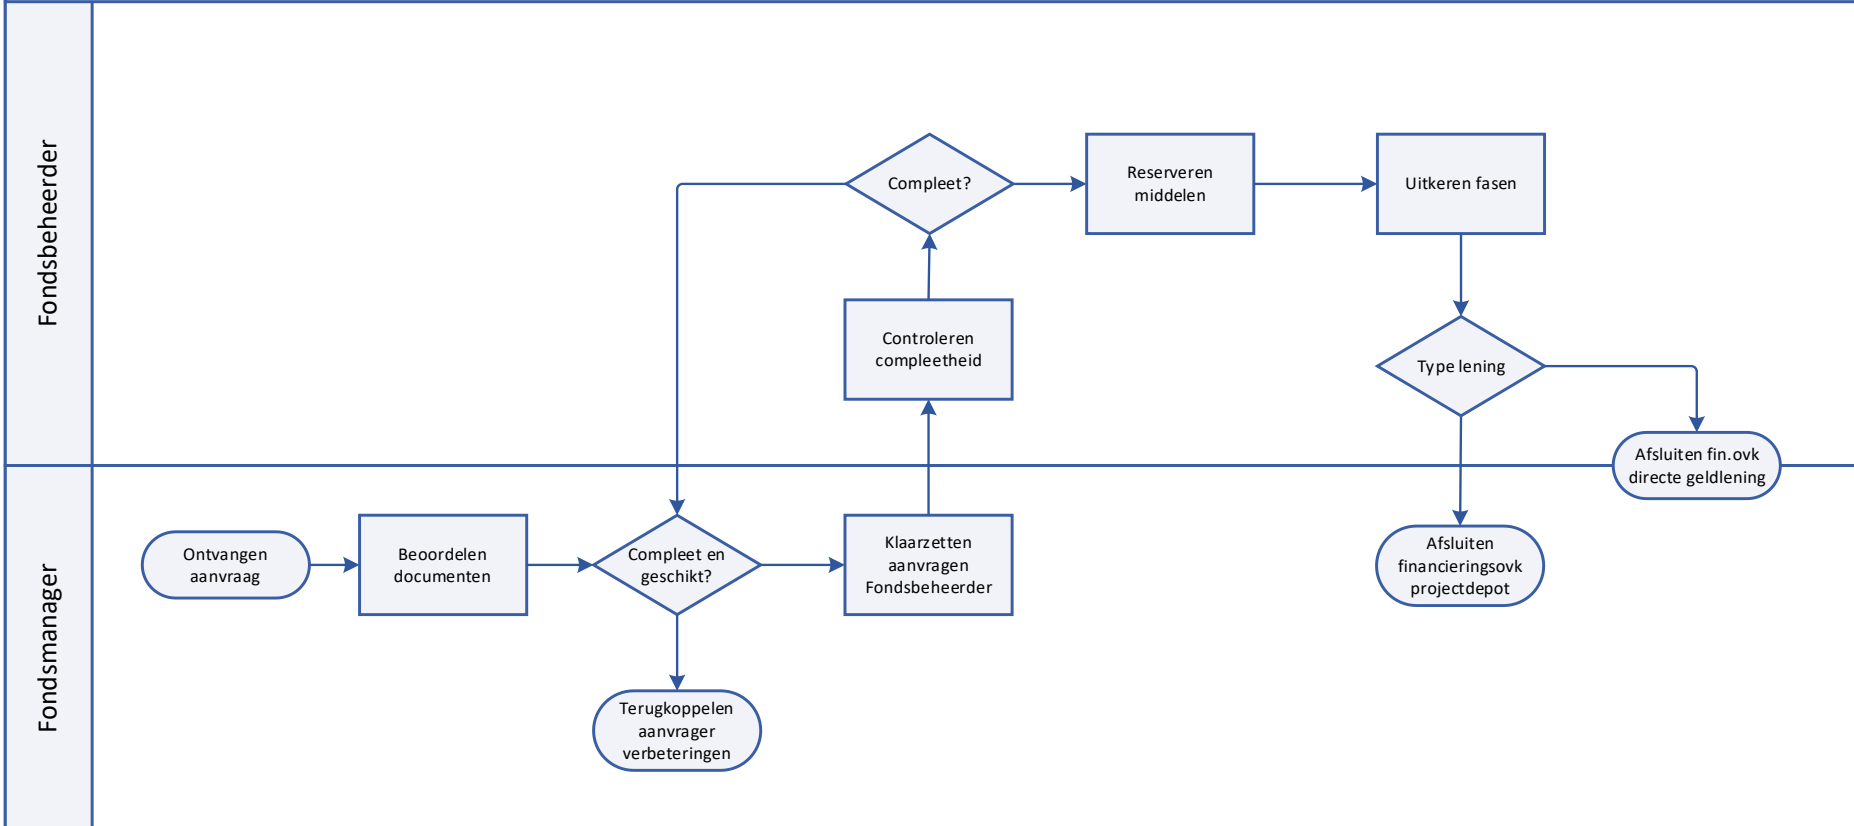 Fondsbeheerder
Compleet?
Reserveren
middelen
Uitkeren fasen
Controleren
compleetheid
Type lening
Afsluiten fin.ovk
directe geldlening
Fondsmanager
Ontvangen
aanvraag
Beoordelen
documenten
Compleet en
geschikt?
Klaarzetten
aanvragen
Fondsbeheerder
Afsluiten
financieringsovk
projectdepot
Terugkoppelen
aanvrager
verbeteringen